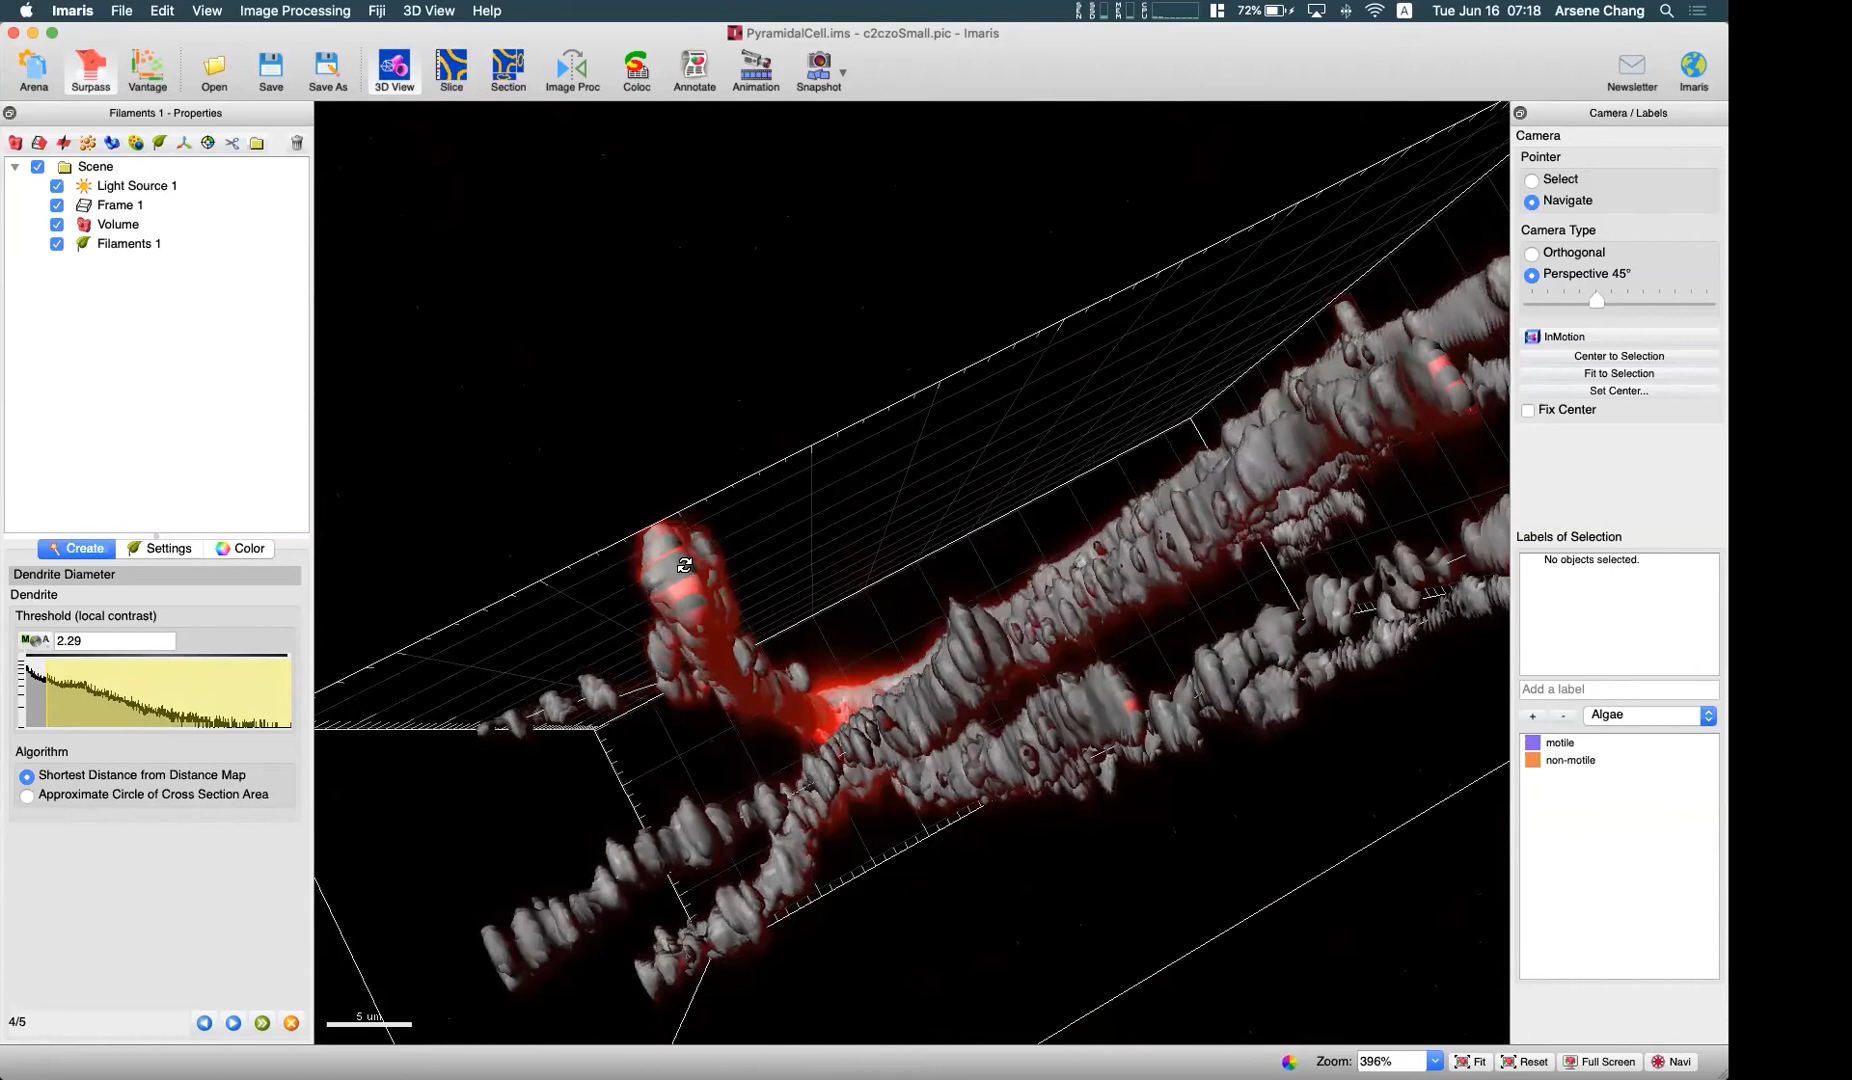 Imaris File Edit View Image Processing Fiji 3D View Help 72% A Tue Jun 16 07:18 Arsene Chang
PyramidalCell.ims - c2czoSmall.pic - Imaris
Arena Surpass Vantage Open Save Save As 3D View Slice Section Image Proc Coloc Annotate Animation Snapshot Newsletter Imaris
Filaments 1 - Properties
Scene
Light Source 1
Frame 1
Volume
Filaments 1
Create Settings Color
Dendrite Diameter
Dendrite
Threshold (local contrast)
M A 2.29
Algorithm
Shortest Distance from Distance Map
Approximate Circle of Cross Section Area
4/5
5 um
Camera / Labels
Camera
Pointer
Select
Navigate
Camera Type
Orthogonal
Perspective 45°
InMotion
Center to Selection
Fit to Selection
Set Center...
Fix Center
Labels of Selection
No objects selected.
Add a label
+ - Algae
motile
non-motile
Zoom: 396% Fit Reset Full Screen Navi